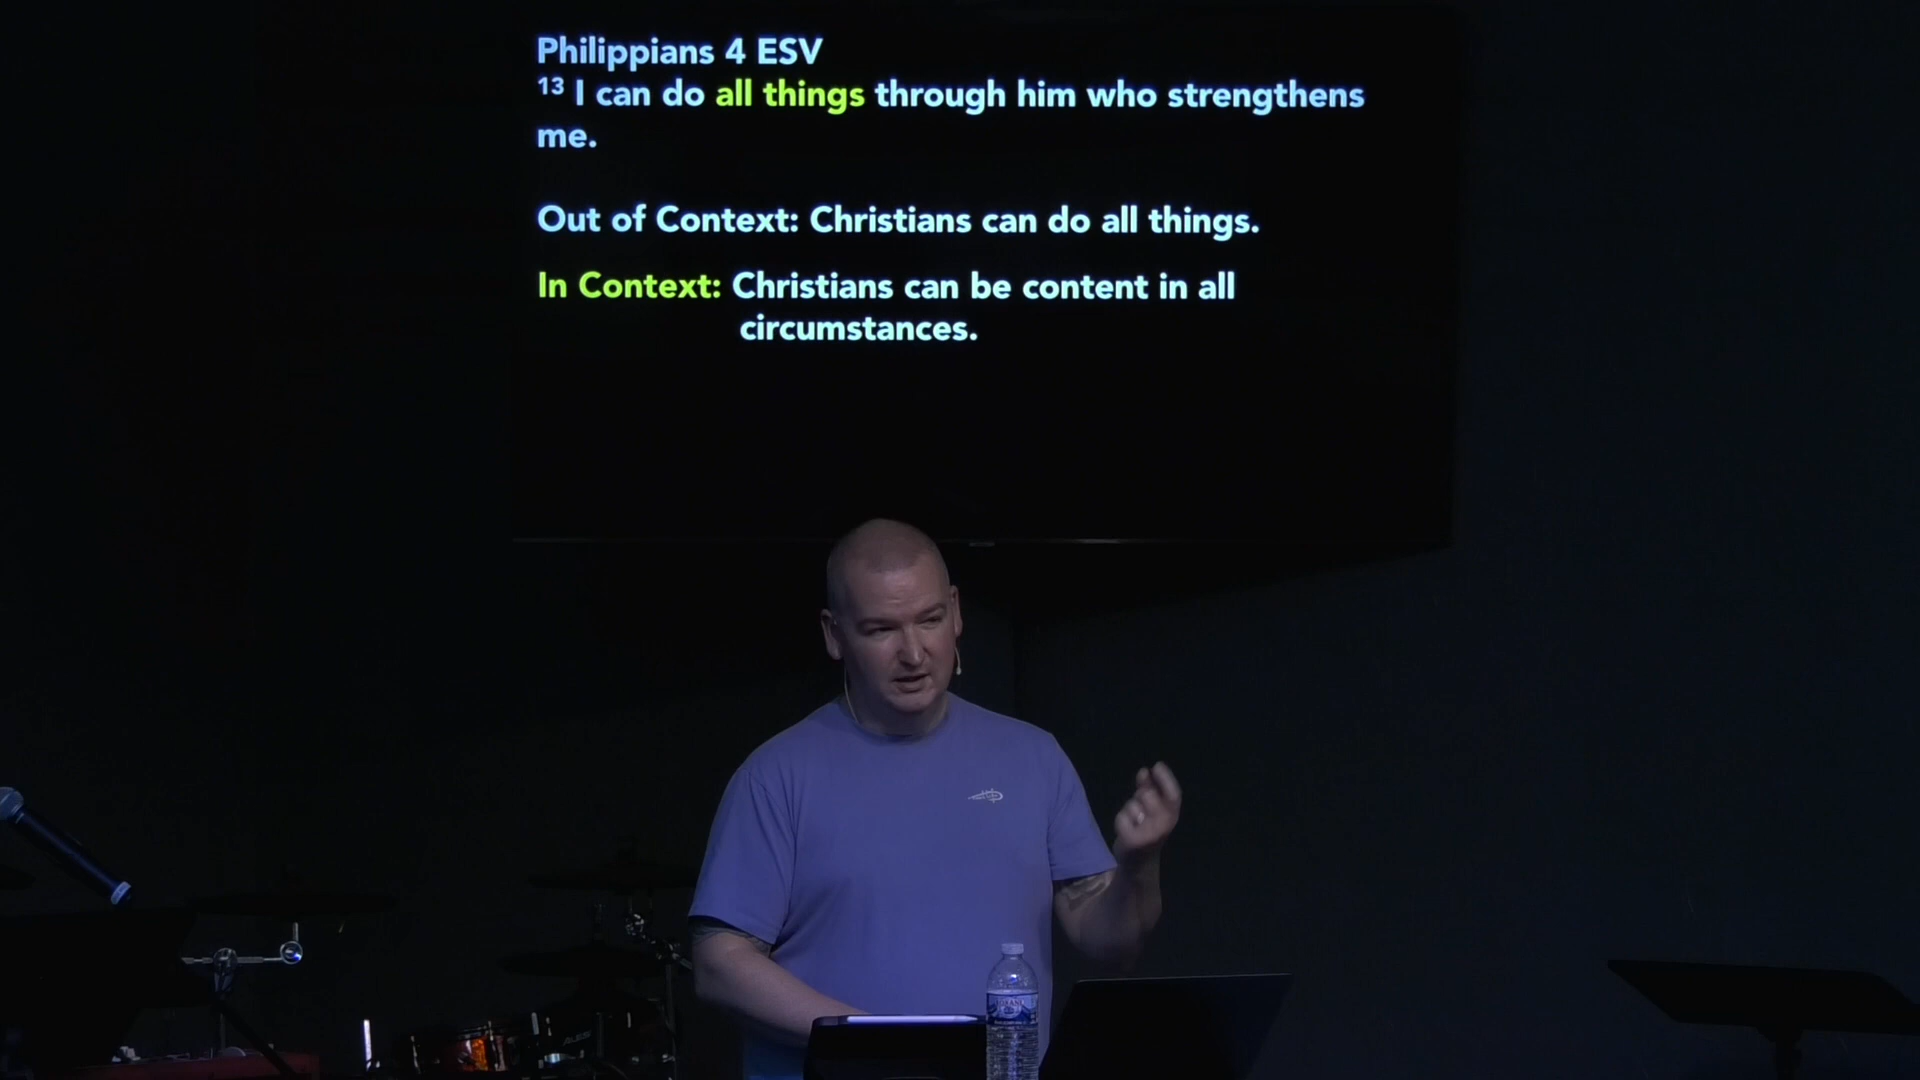 Philippians 4 ESV
13 I can do all things through him who strengthens
me.
Out of Context: Christians can do all things.
In Context: Christians can be content in all
circumstances.
ALESIS